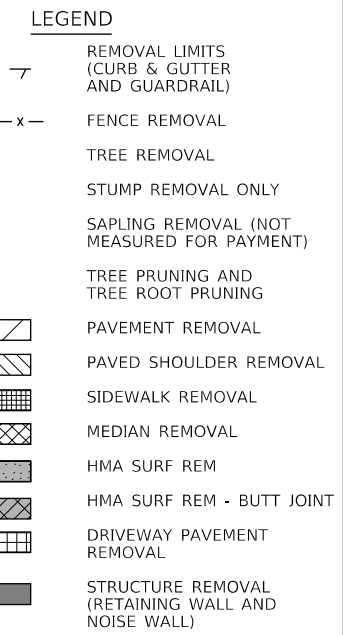 LEGEND
REMOVAL LIMITS
(CURB & GUTTER
AND GUARDRAIL)
x
FENCE REMOVAL
TREE REMOVAL
STUMP REMOVAL ONLY
SAPLING REMOVAL (NOT
MEASURED FOR PAYMENT)
TREE PRUNING AND
TREE ROOT PRUNING
PAVEMENT REMOVAL
PAVED SHOULDER REMOVAL
SIDEWALK REMOVAL
MEDIAN REMOVAL
HMA SURF REM
HMA SURF REM - BUTT JOINT
DRIVEWAY PAVEMENT
REMOVAL
STRUCTURE REMOVAL
(RETAINING WALL AND
NOISE WALL)